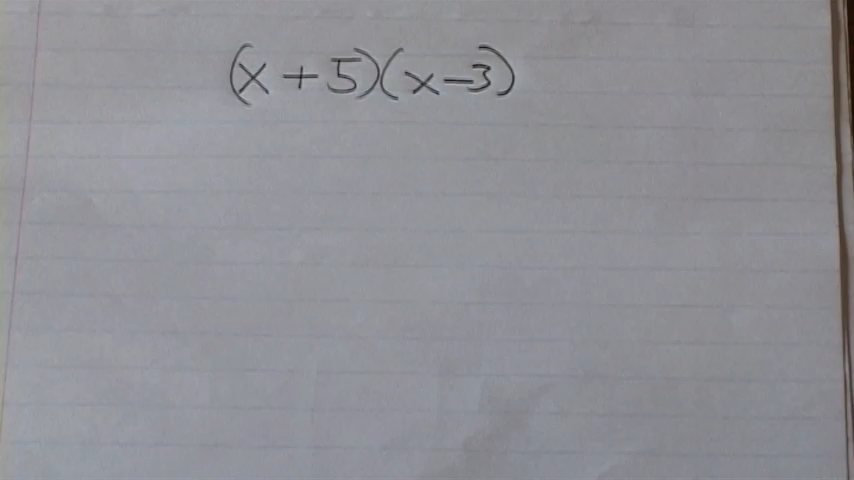 (x + 5)(x - 3)